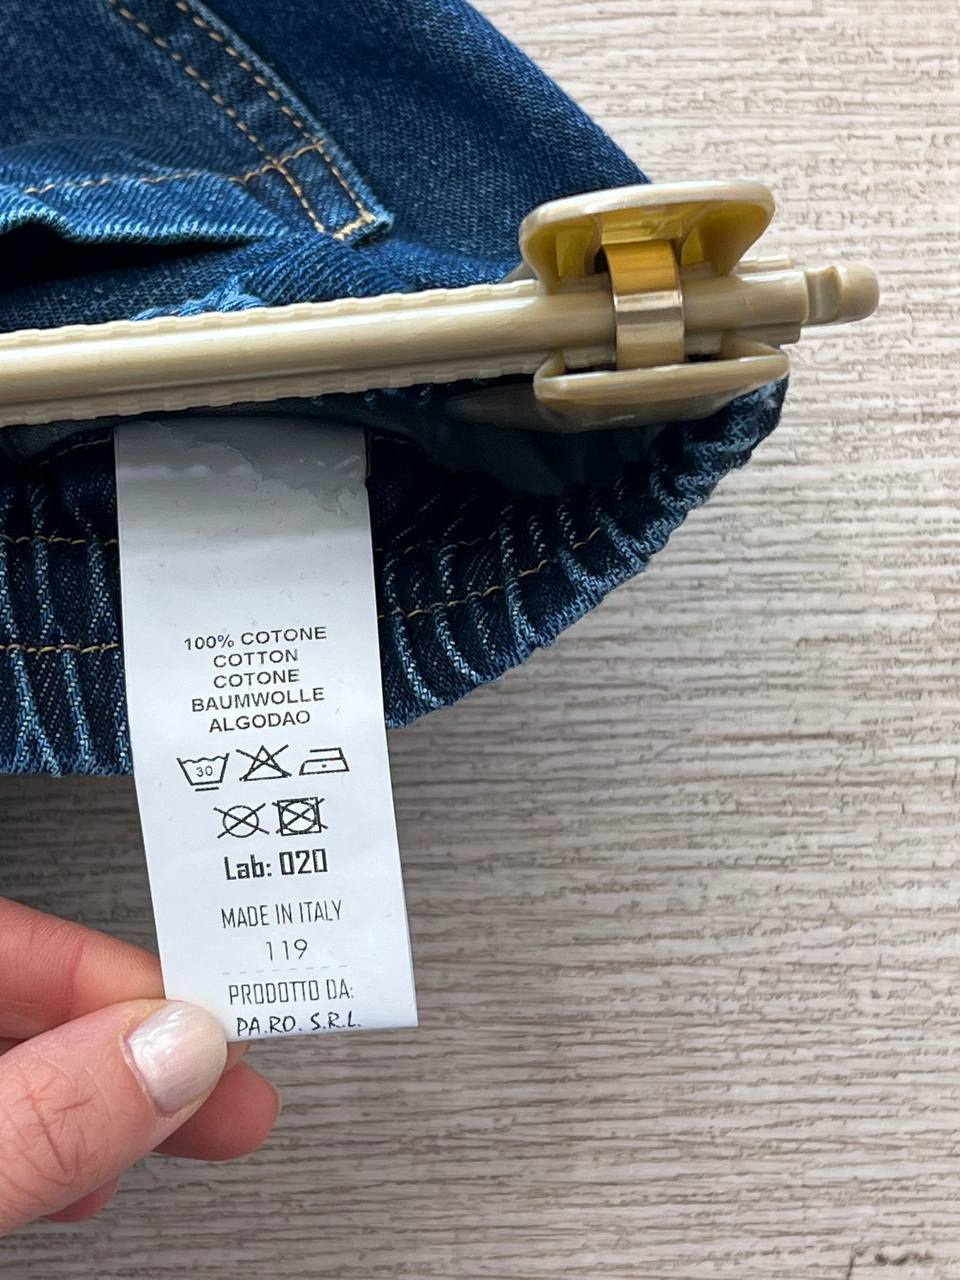 100% COTONE
COTTON
COTONE
BAUMWOLLE
ALGODAO
30
Lab: 020
MADE IN ITALY
119
PRODOTTO DA:
PA.RO. S.R.L.